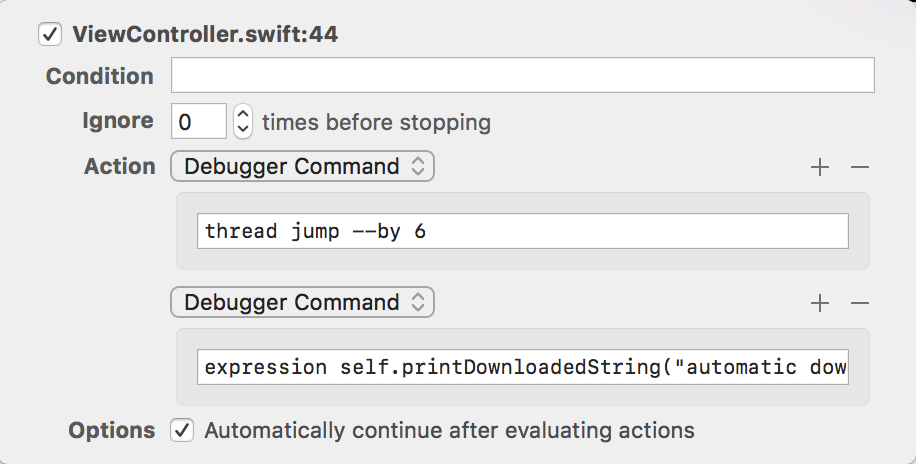 ViewController.swift:44
Condition
Ignore 0 times before stopping
Action Debugger Command
thread jump --by 6
Debugger Command
expression self.printDownloadedString("automatic dow
Options Automatically continue after evaluating actions